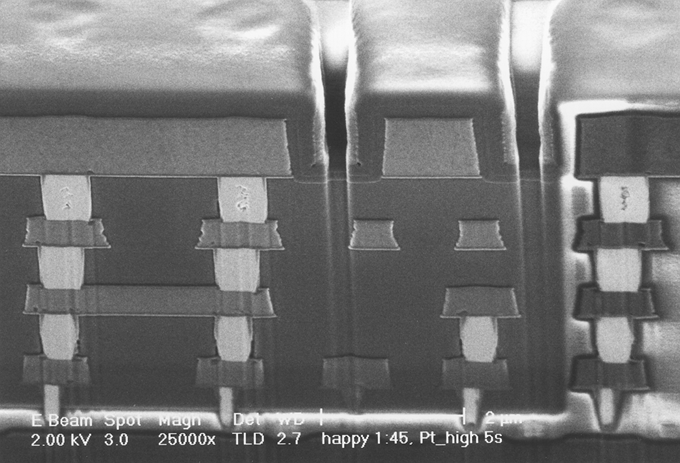 E Beam Spot Magn Det WD 2 µm
2.00 kV 3.0 25000x TLD 2.7 happy 1:45, Pt_high 5s